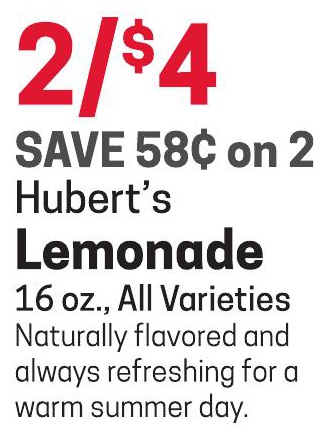 2/$4
SAVE 58¢ on 2
Hubert's
Lemonade
16 oz., All Varieties
Naturally flavored and
always refreshing for a
warm summer day.